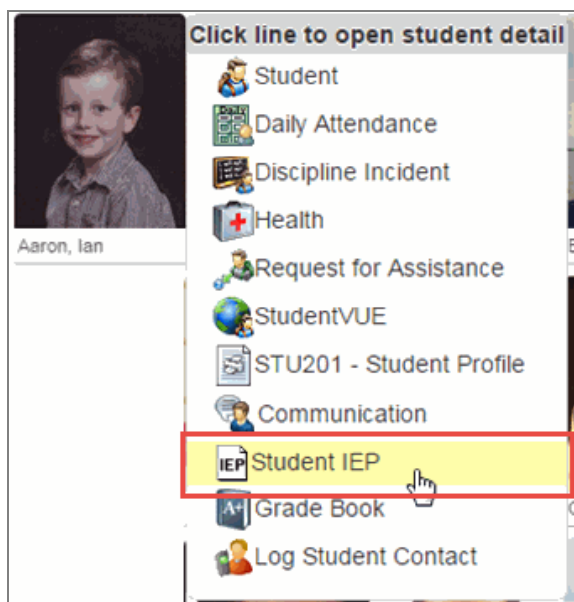 Click line to open student detail
Student
Daily Attendance
Discipline Incident
Health
Aaron, Ian
Request for Assistance
StudentVUE
STU201 - Student Profile
Communication
IEP Student IEP
A+ Grade Book
Log Student Contact